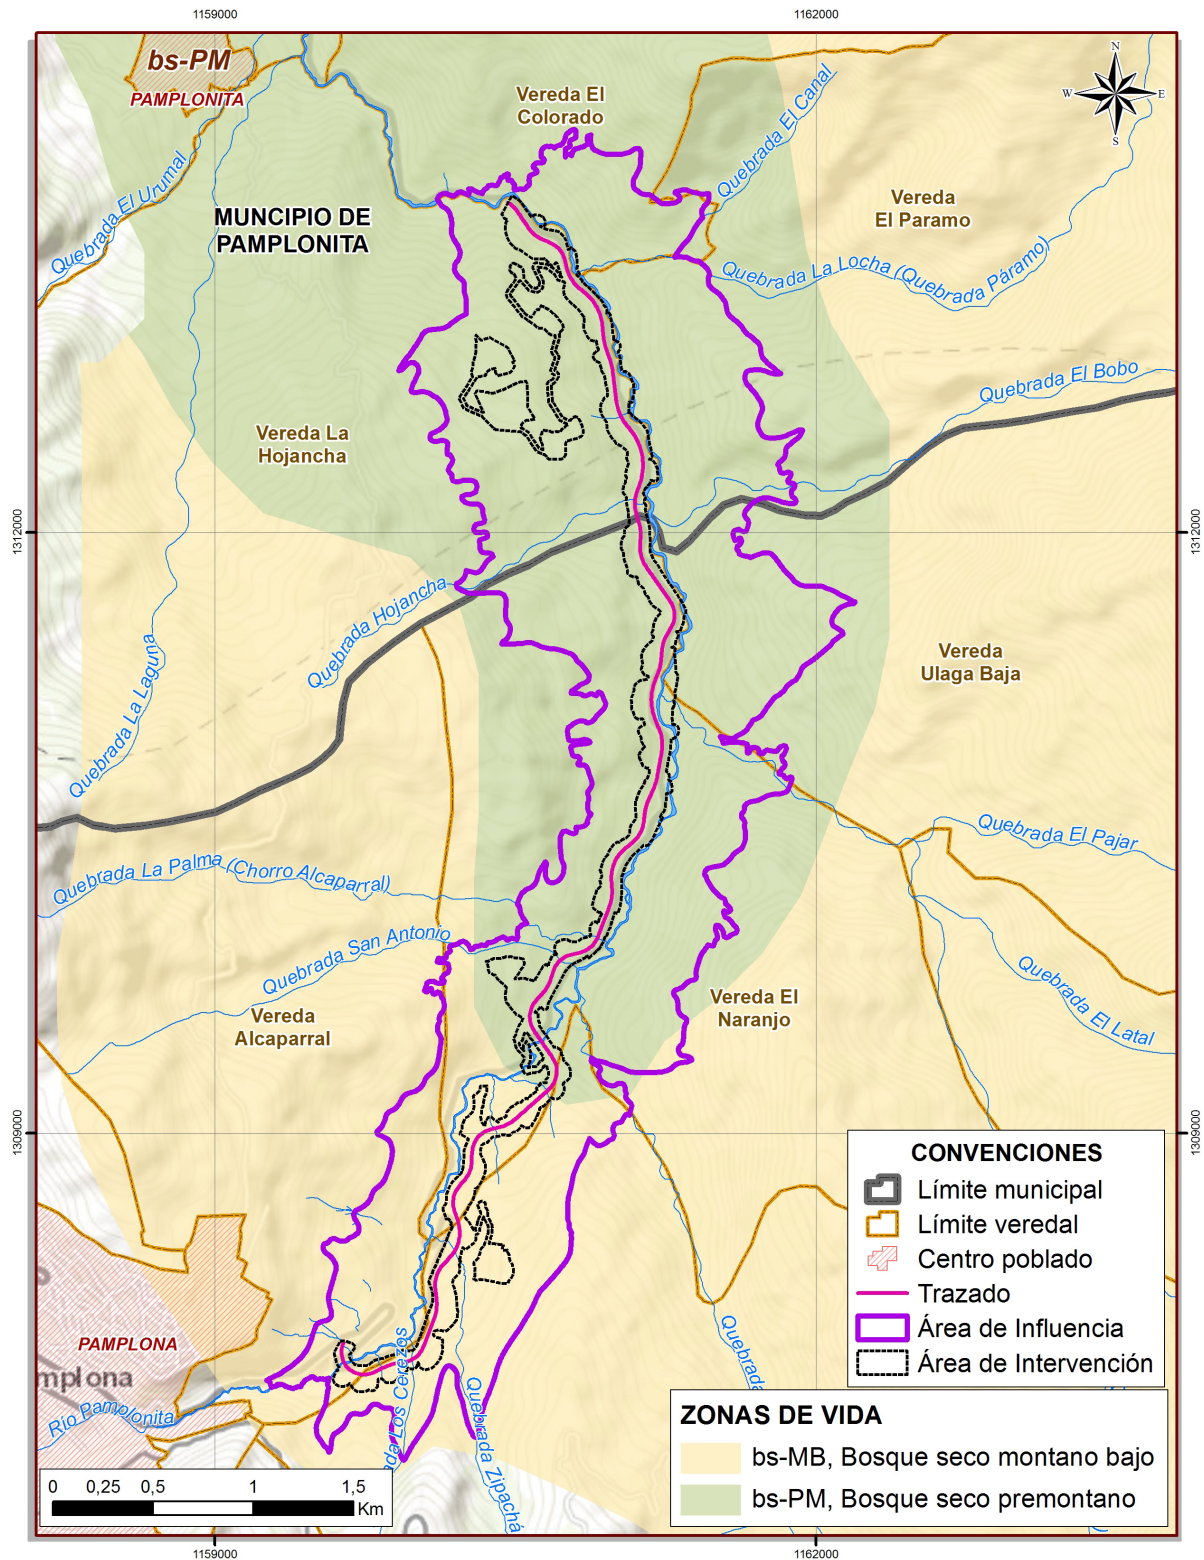 1159000
1162000
bs-PM
PAMPLONITA
N
W
E
S
Vereda El
Colorado
Quebrada El Canal
Quebrada El Urumal
Vereda
El Paramo
MUNCIPIO DE
PAMPLONITA
Quebrada La Locha (Quebrada Páramo)
Quebrada El Bobo
Vereda La
Hojancha
1312000
1312000
Quebrada Hojancha
Quebrada La Laguna
Vereda
Ulaga Baja
Quebrada El Pajar
Quebrada La Palma (Chorro Alcaparral)
Quebrada San Antonio
Quebrada El Latal
Vereda El
Naranjo
Vereda
Alcaparral
1309000
1309000
CONVENCIONES
Límite municipal
Límite veredal
Centro poblado
Trazado
Área de Influencia
Área de Intervención
PAMPLONA
mplona
Río Pamplonita
ada Los Cerezos
Quebrada Zipachá
Quebrada
ZONAS DE VIDA
bs-MB, Bosque seco montano bajo
bs-PM, Bosque seco premontano
0 0,25 0,5 1 1,5
Km
1159000
1162000